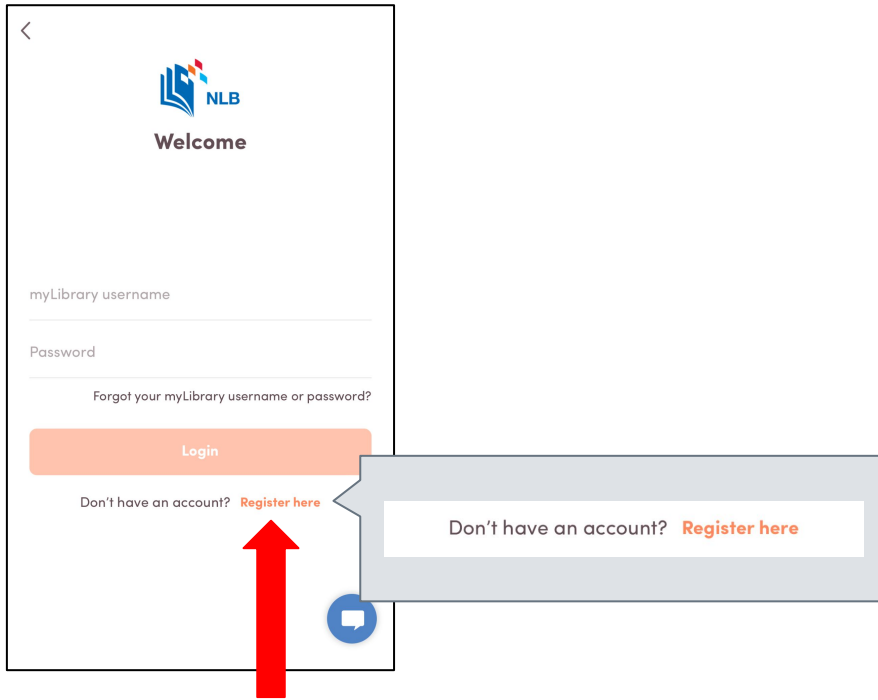 NLB
Welcome
myLibrary username
Password
Forgot your myLibrary username or password?
Login
Don't have an account? Register here
Don't have an account? Register here